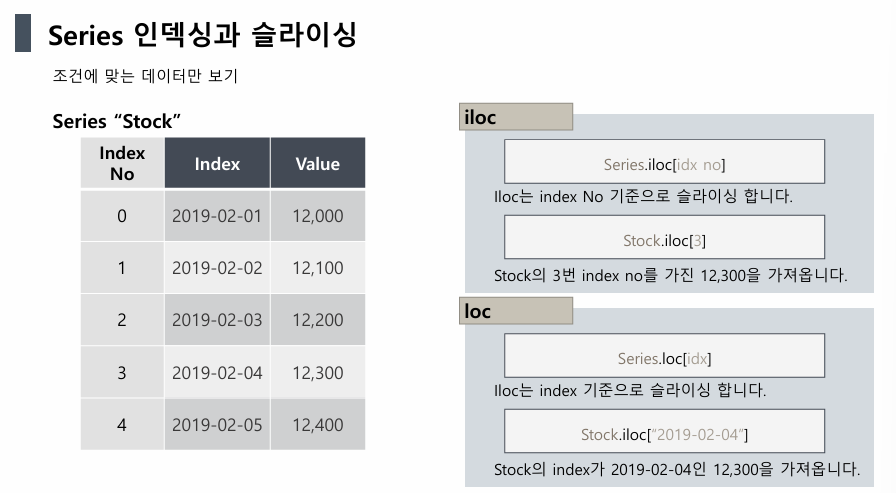 Series 인덱싱과 슬라이싱
조건에 맞는 데이터만 보기
Series “Stock”
Index No Index Value
0 2019-02-01 12,000
1 2019-02-02 12,100
2 2019-02-03 12,200
3 2019-02-04 12,300
4 2019-02-05 12,400
iloc
Series.iloc[idx no]
Iloc는 index No 기준으로 슬라이싱 합니다.
Stock.iloc[3]
Stock의 3번 index no를 가진 12,300을 가져옵니다.
loc
Series.loc[idx]
Iloc는 index 기준으로 슬라이싱 합니다.
Stock.iloc[“2019-02-04”]
Stock의 index가 2019-02-04인 12,300을 가져옵니다.